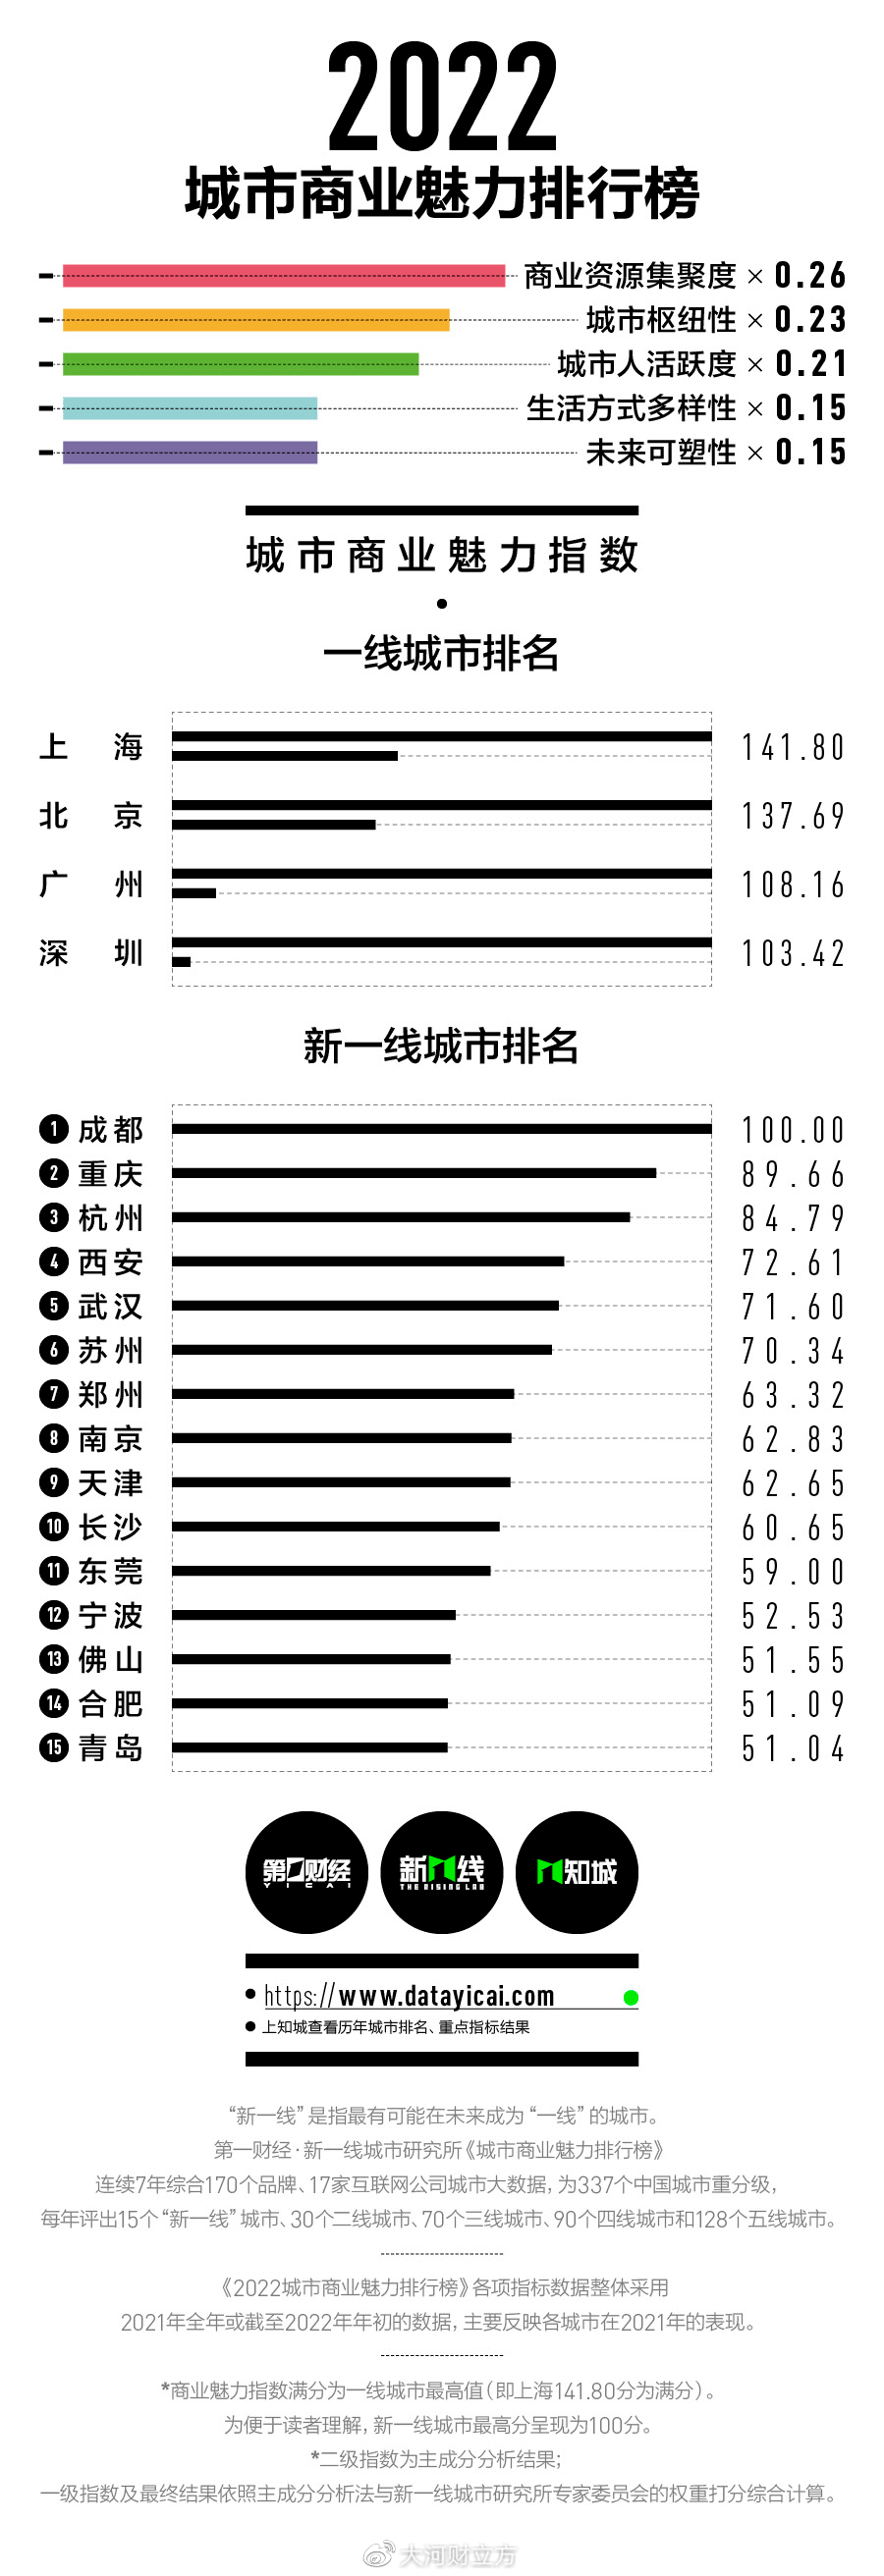 2022
城市商业魅力排行榜
商业资源集聚度 × 0.26
城市枢纽性 × 0.23
城市人活跃度 × 0.21
生活方式多样性 × 0.15
未来可塑性 × 0.15
城市商业魅力指数
一线城市排名
上海 141.80
北京 137.69
广州 108.16
深圳 103.42
新一线城市排名
1 成都 100.00
2 重庆 89.66
3 杭州 84.79
4 西安 72.61
5 武汉 71.60
6 苏州 70.34
7 郑州 63.32
8 南京 62.83
9 天津 62.65
10 长沙 60.65
11 东莞 59.00
12 宁波 52.53
13 佛山 51.55
14 合肥 51.09
15 青岛 51.04
第一财经 新一线 知城
YICAI THE RISING LAB
https://www.datayicai.com
上知城查看历年城市排名、重点指标结果
“新一线”是指最有可能在未来成为“一线”的城市。
第一财经·新一线城市研究所《城市商业魅力排行榜》
连续7年综合170个品牌、17家互联网公司城市大数据，为337个中国城市重分级，
每年评出15个“新一线”城市、30个二线城市、70个三线城市、90个四线城市和128个五线城市。
《2022城市商业魅力排行榜》各项指标数据整体采用
2021年全年或截至2022年年初的数据，主要反映各城市在2021年的表现。
*商业魅力指数满分为一线城市最高值（即上海141.80分为满分）。
为便于读者理解，新一线城市最高分呈现为100分。
*二级指数为主成分分析结果；
一级指数及最终结果依照主成分分析法与新一线城市研究所专家委员会的权重打分综合计算。
大河财立方